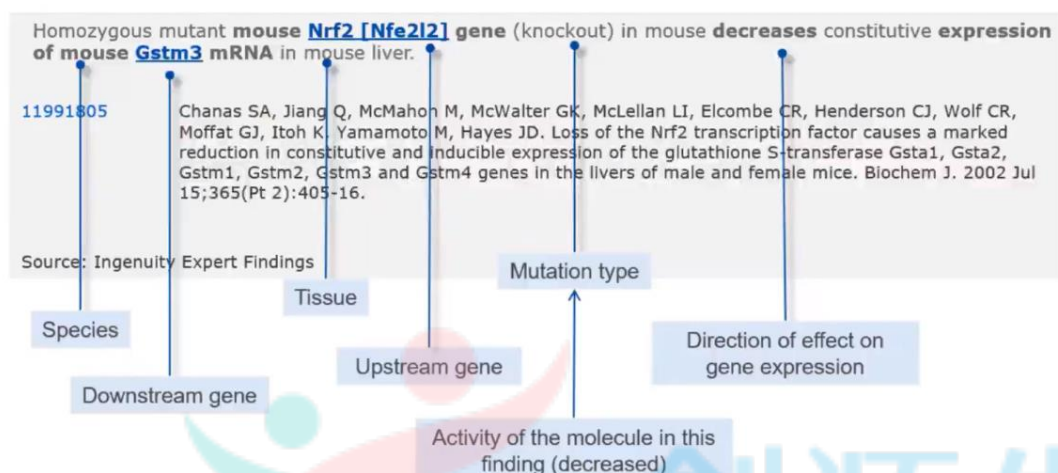 Homozygous mutant mouse Nrf2 [Nfe2l2] gene (knockout) in mouse decreases constitutive expression
of mouse Gstm3 mRNA in mouse liver.
11991805
Chanas SA, Jiang Q, McMahon M, McWalter GK, McLellan LI, Elcombe CR, Henderson CJ, Wolf CR,
Moffat GJ, Itoh K, Yamamoto M, Hayes JD. Loss of the Nrf2 transcription factor causes a marked
reduction in constitutive and inducible expression of the glutathione S-transferase Gsta1, Gsta2,
Gstm1, Gstm2, Gstm3 and Gstm4 genes in the livers of male and female mice. Biochem J. 2002 Jul
15;365(Pt 2):405-16.
Source: Ingenuity Expert Findings
Mutation type
Tissue
Species
Direction of effect on
gene expression
Upstream gene
Downstream gene
Activity of the molecule in this
finding (decreased)